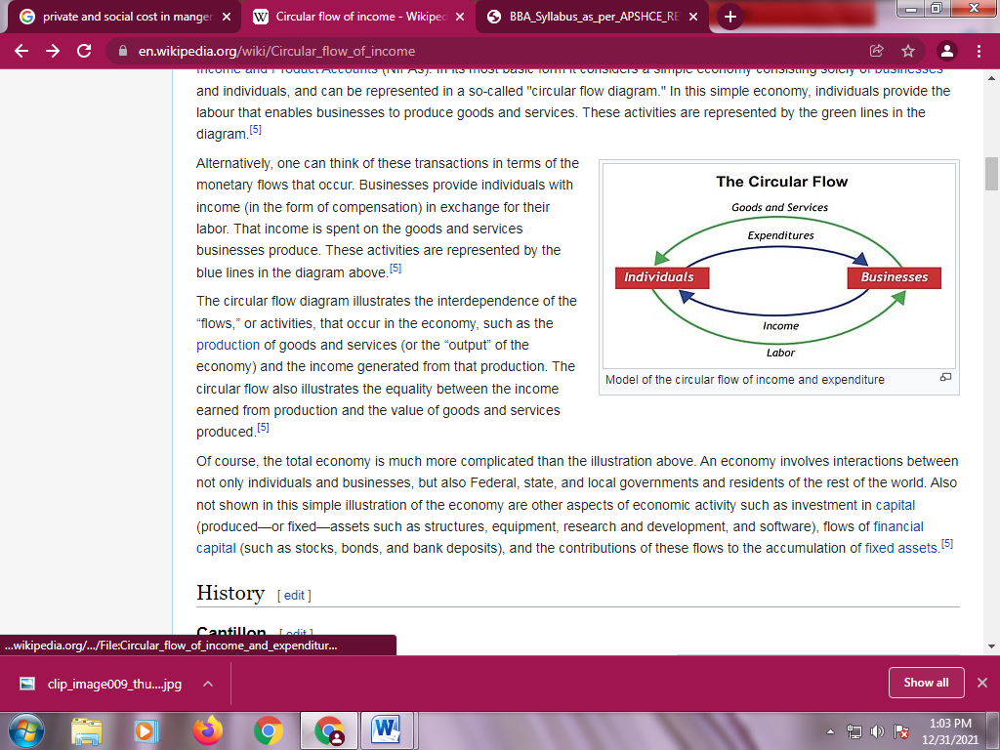 private and social cost in manger
Circular flow of income - Wikiped
BBA_Syllabus_as_per_APSHCE_RE
en.wikipedia.org/wiki/Circular_flow_of_income
Income and Product Accounts (NIPAs). In its most basic form it considers a simple economy consisting solely of businesses
and individuals, and can be represented in a so-called "circular flow diagram." In this simple economy, individuals provide the
labour that enables businesses to produce goods and services. These activities are represented by the green lines in the
diagram.[5]
Alternatively, one can think of these transactions in terms of the
monetary flows that occur. Businesses provide individuals with
income (in the form of compensation) in exchange for their
labor. That income is spent on the goods and services
businesses produce. These activities are represented by the
blue lines in the diagram above.[5]
The circular flow diagram illustrates the interdependence of the
“flows,” or activities, that occur in the economy, such as the
production of goods and services (or the “output” of the
economy) and the income generated from that production. The
circular flow also illustrates the equality between the income
earned from production and the value of goods and services
produced.[5]
The Circular Flow
Goods and Services
Expenditures
Individuals
Businesses
Income
Labor
Model of the circular flow of income and expenditure
Of course, the total economy is much more complicated than the illustration above. An economy involves interactions between
not only individuals and businesses, but also Federal, state, and local governments and residents of the rest of the world. Also
not shown in this simple illustration of the economy are other aspects of economic activity such as investment in capital
(produced—or fixed—assets such as structures, equipment, research and development, and software), flows of financial
capital (such as stocks, bonds, and bank deposits), and the contributions of these flows to the accumulation of fixed assets.[5]
History [ edit ]
Cantillon [ edit ]
...wikipedia.org/.../File:Circular_flow_of_income_and_expenditur...
clip_image009_thu....jpg
Show all
1:03 PM
12/31/2021